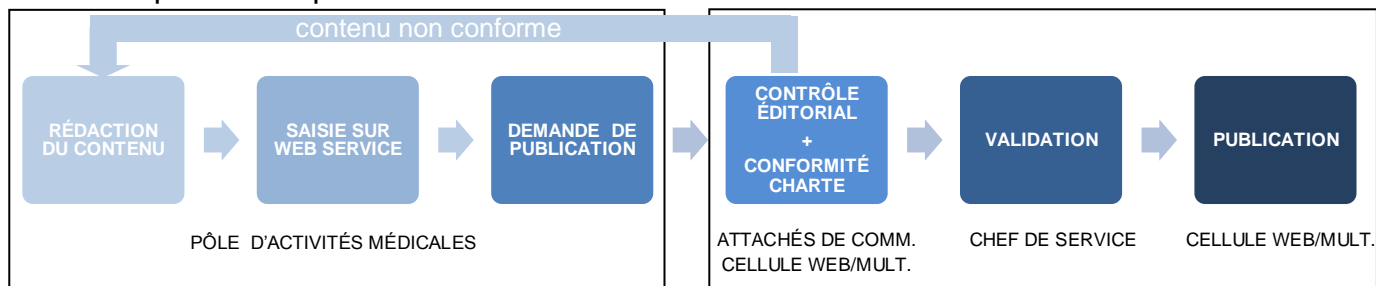 contenu non conforme
RÉDACTION
DU CONTENU
SAISIE SUR
WEB SERVICE
DEMANDE DE
PUBLICATION
CONTRÔLE
ÉDITORIAL
+
CONFORMITÉ
CHARTE
VALIDATION
PUBLICATION
PÔLE D'ACTIVITÉS MÉDICALES
ATTACHÉS DE COMM.
CELLULE WEB/MULT.
CHEF DE SERVICE
CELLULE WEB/MULT.